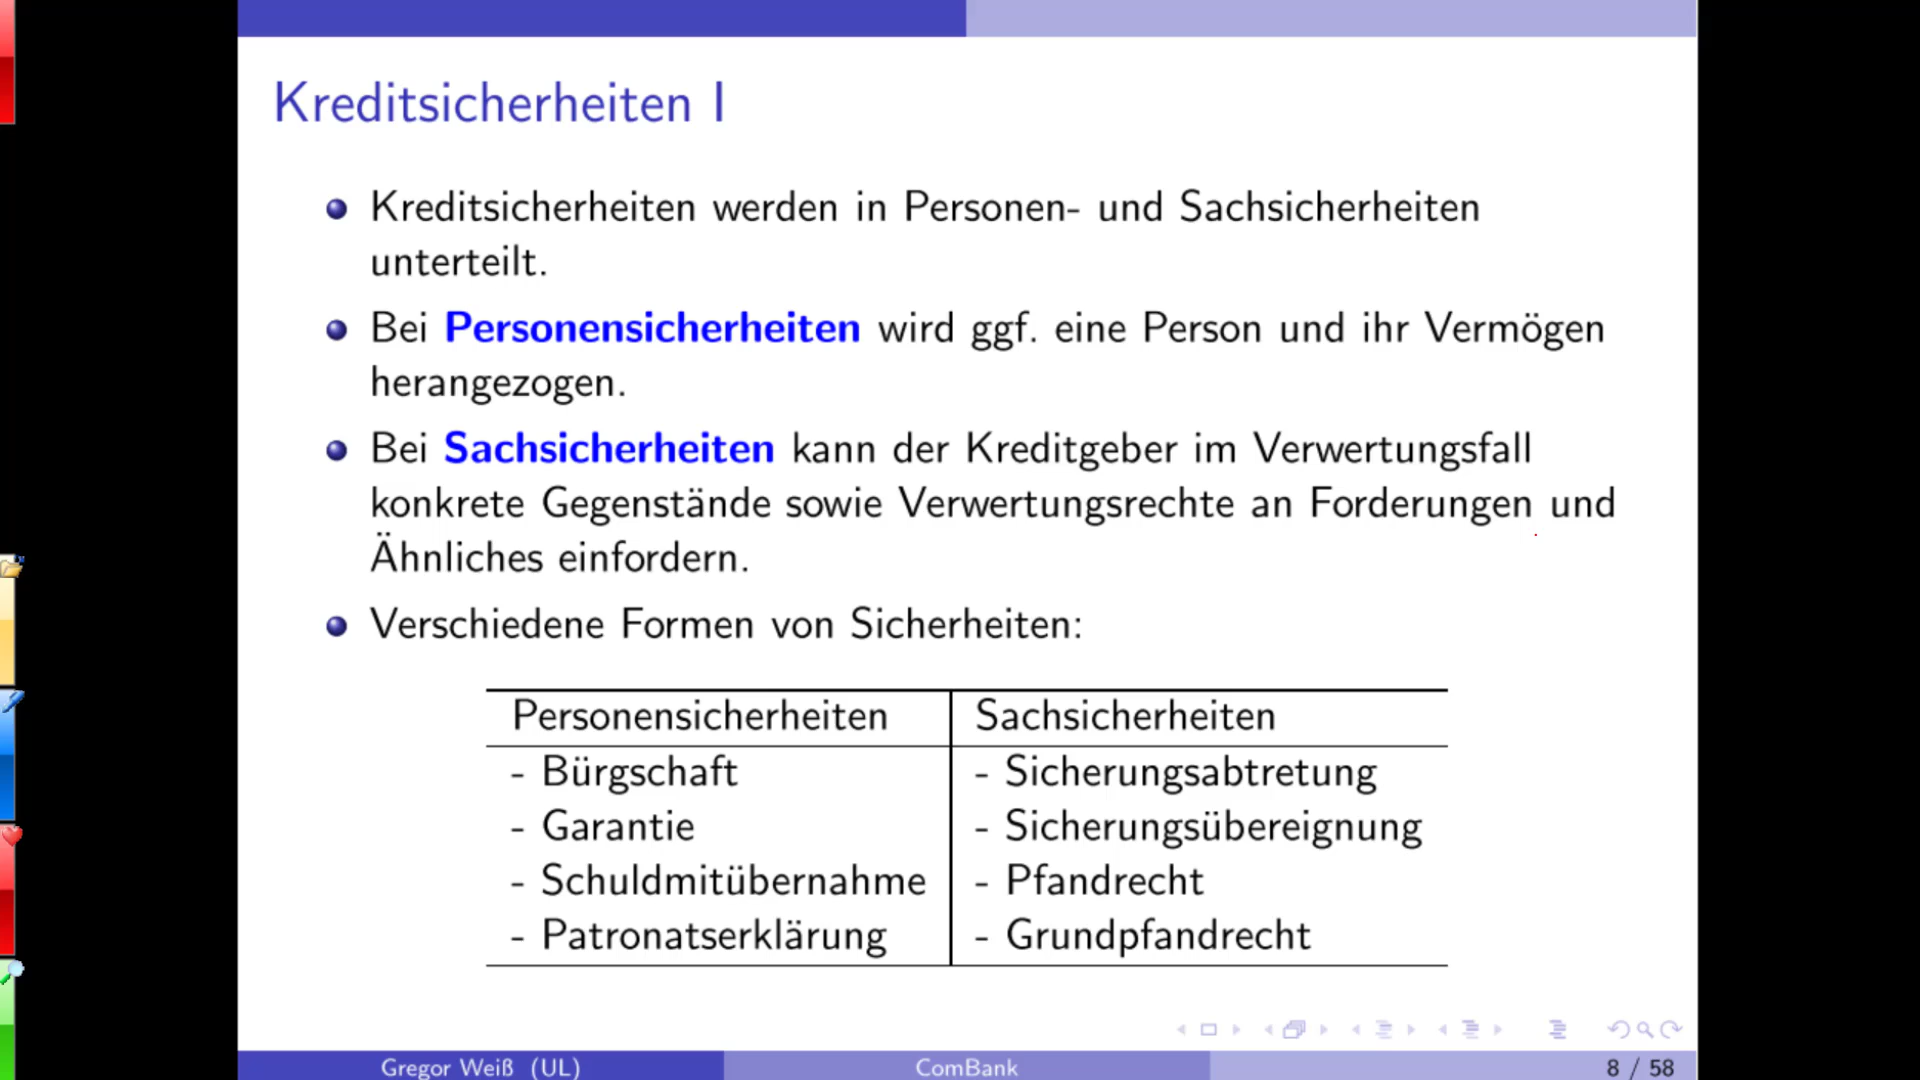 Kreditsicherheiten I
Kreditsicherheiten werden in Personen- und Sachsicherheiten
unterteilt.
Bei Personensicherheiten wird ggf. eine Person und ihr Vermögen
herangezogen.
Bei Sachsicherheiten kann der Kreditgeber im Verwertungsfall
konkrete Gegenstände sowie Verwertungsrechte an Forderungen und
Ähnliches einfordern.
Verschiedene Formen von Sicherheiten:
Personensicherheiten Sachsicherheiten
- Bürgschaft - Sicherungsabtretung
- Garantie - Sicherungsübereignung
- Schuldmitübernahme - Pfandrecht
- Patronatserklärung - Grundpfandrecht
Gregor Weiß (UL) ComBank 8 / 58